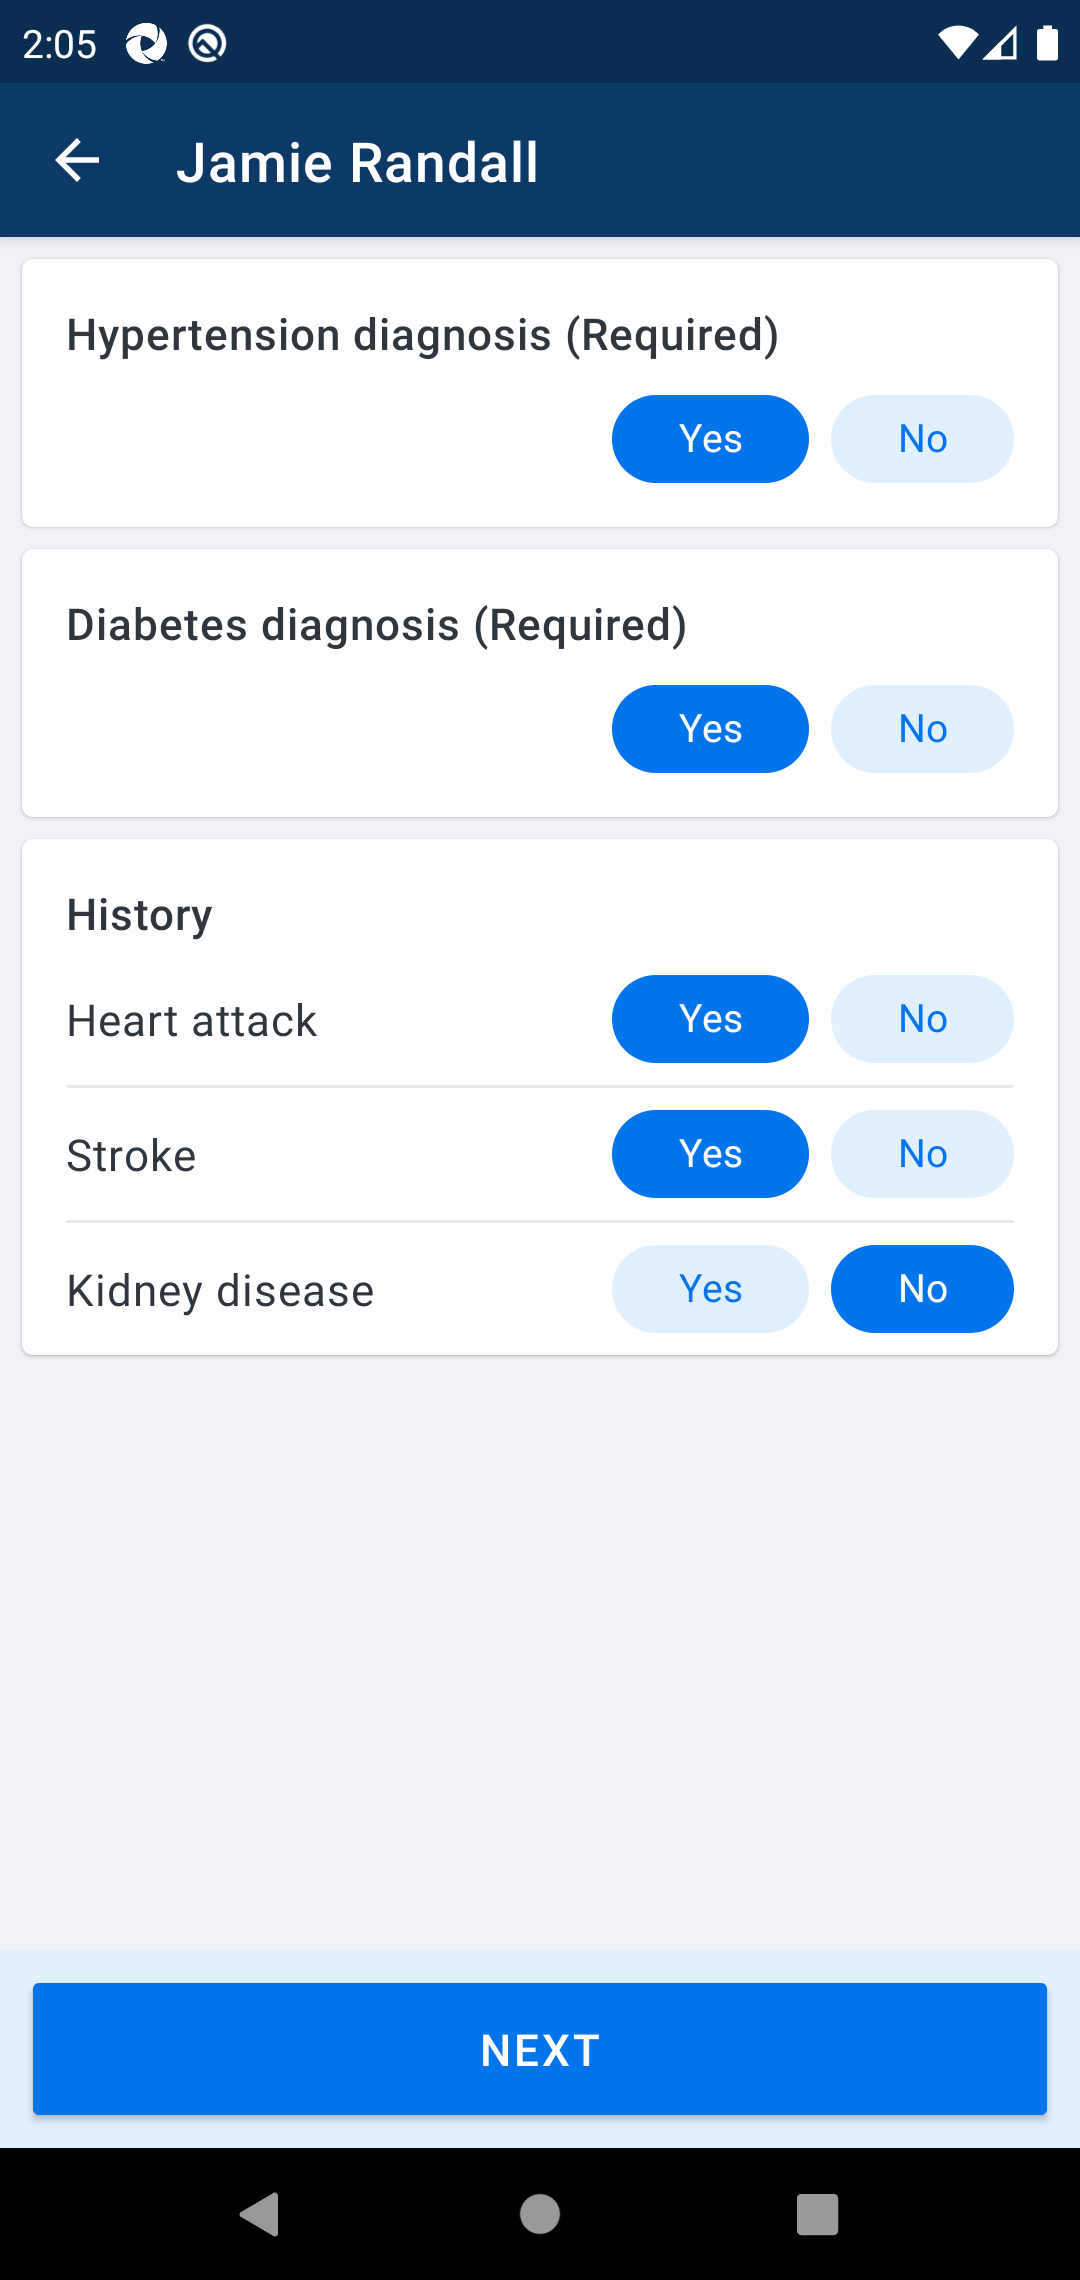 2:05
Jamie Randall
Hypertension diagnosis (Required)
Yes No
Diabetes diagnosis (Required)
Yes No
History
Heart attack Yes No
Stroke Yes No
Kidney disease Yes No
NEXT